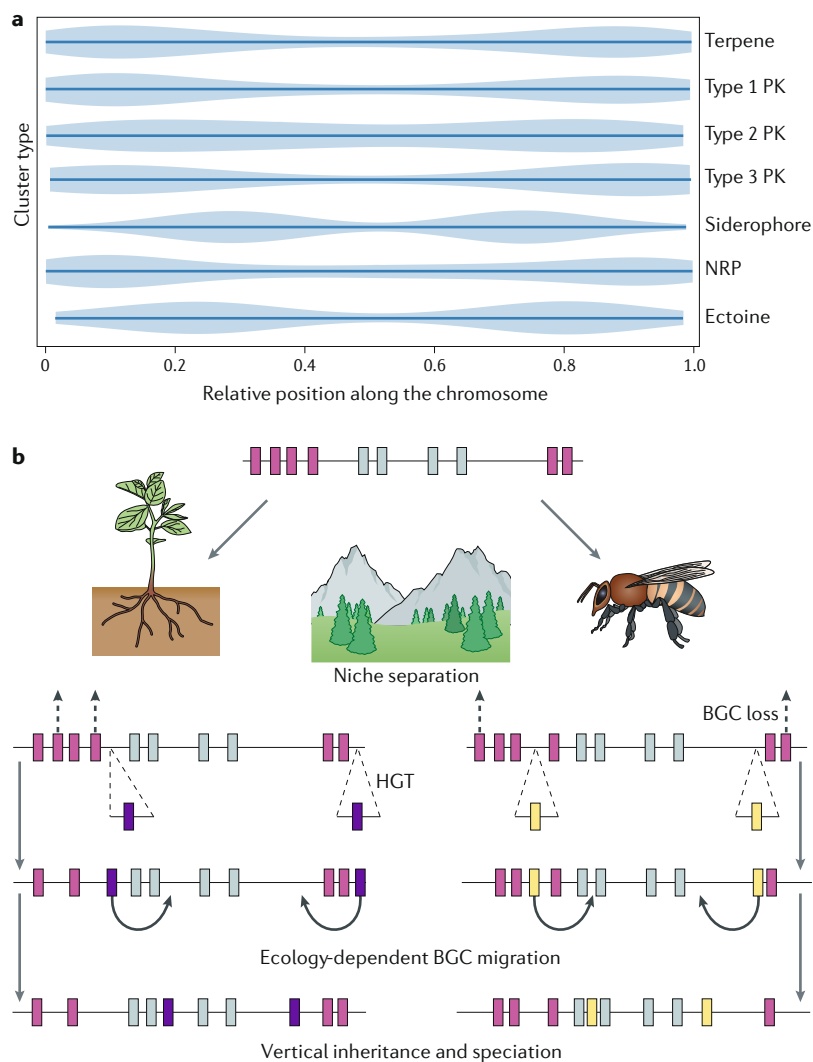 a
Cluster type
Terpene
Type 1 PK
Type 2 PK
Type 3 PK
Siderophore
NRP
Ectoine
0 0.2 0.4 0.6 0.8 1.0
Relative position along the chromosome
b
Niche separation
BGC loss
HGT
Ecology-dependent BGC migration
Vertical inheritance and speciation